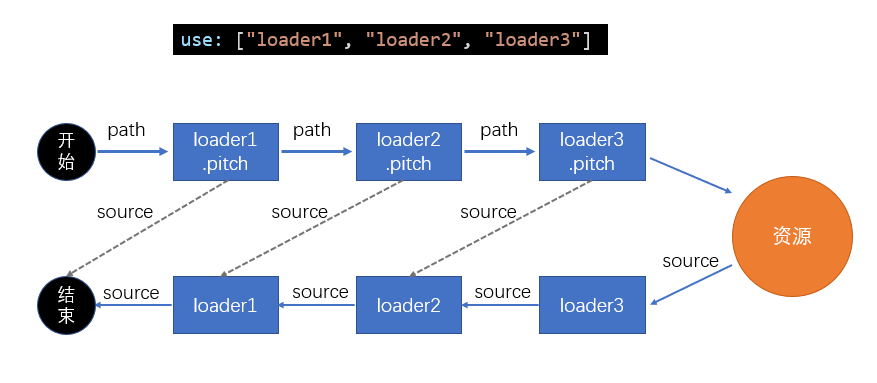 use: ["loader1", "loader2", "loader3"]
开
始
path
loader1
.pitch
path
loader2
.pitch
path
loader3
.pitch
source
source
source
资源
结
束
source
loader1
source
loader2
source
loader3
source